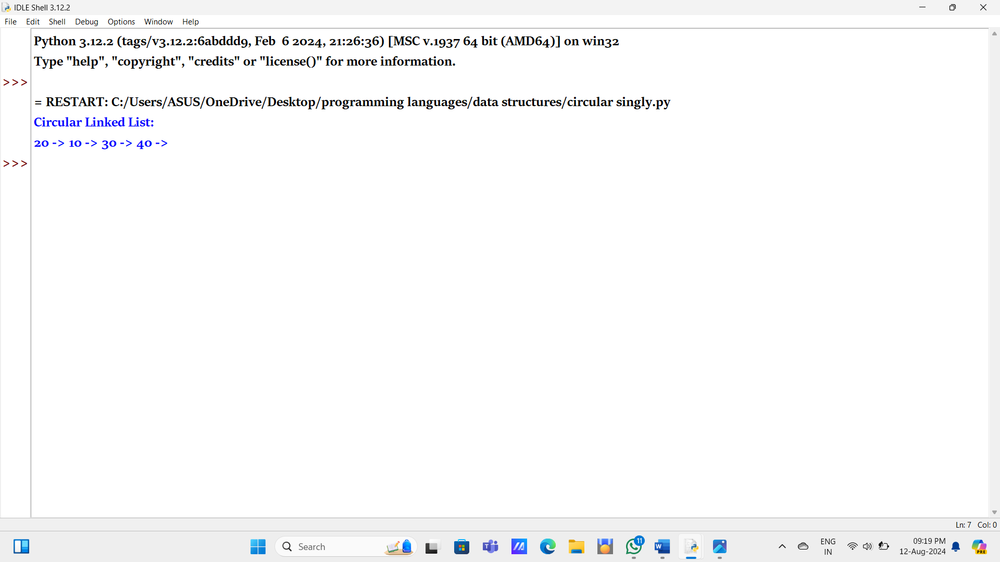 IDLE Shell 3.12.2
File Edit Shell Debug Options Window Help
Python 3.12.2 (tags/v3.12.2:6abddd9, Feb  6 2024, 21:26:36) [MSC v.1937 64 bit (AMD64)] on win32
Type "help", "copyright", "credits" or "license()" for more information.
>>>
= RESTART: C:/Users/ASUS/OneDrive/Desktop/programming languages/data structures/circular singly.py
Circular Linked List:
20 -> 10 -> 30 -> 40 ->
>>>
Ln: 7 Col: 0
Search
11
ENG
IN
09:19 PM
12-Aug-2024
PRE